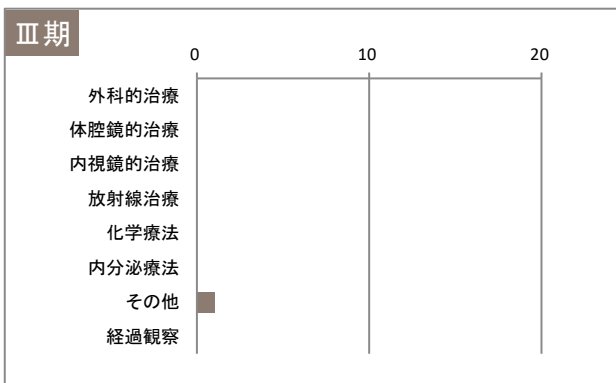 Ⅲ期
0 10 20
外科的治療
体腔鏡的治療
内視鏡的治療
放射線治療
化学療法
内分泌療法
その他
経過観察